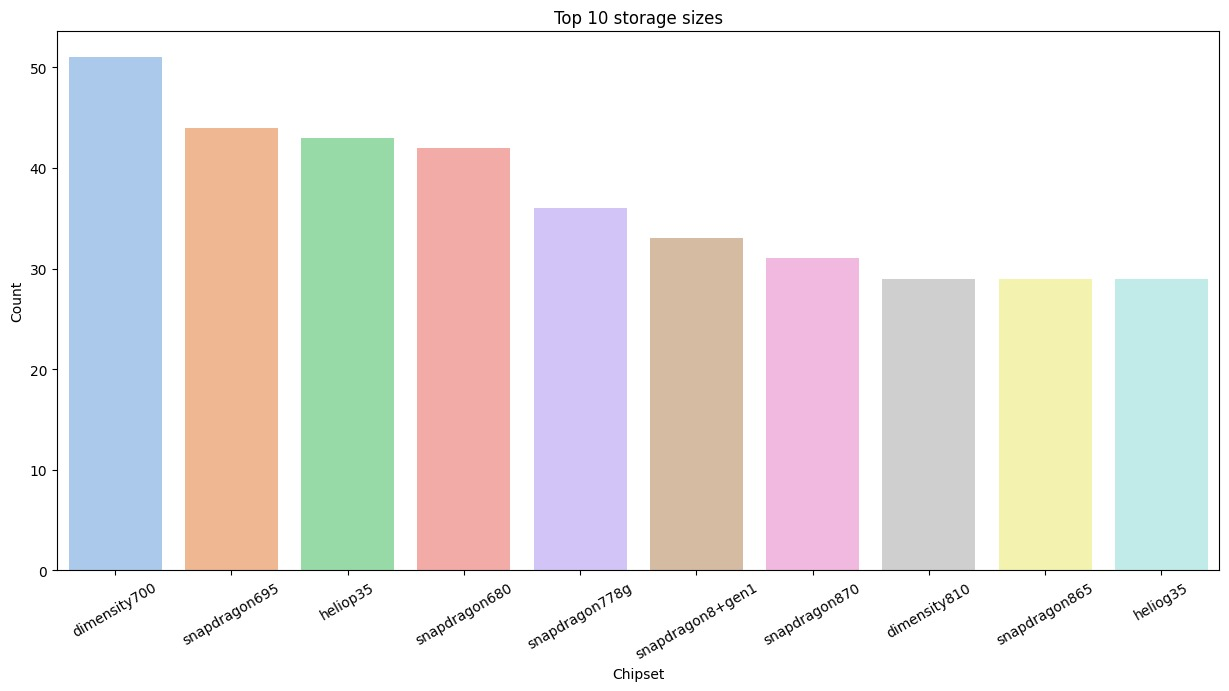 Top 10 storage sizes
Count
50
40
30
20
10
0
dimensity700
snapdragon695
heliop35
snapdragon680
snapdragon778g
snapdragon8+gen1
snapdragon870
dimensity810
snapdragon865
heliog35
Chipset